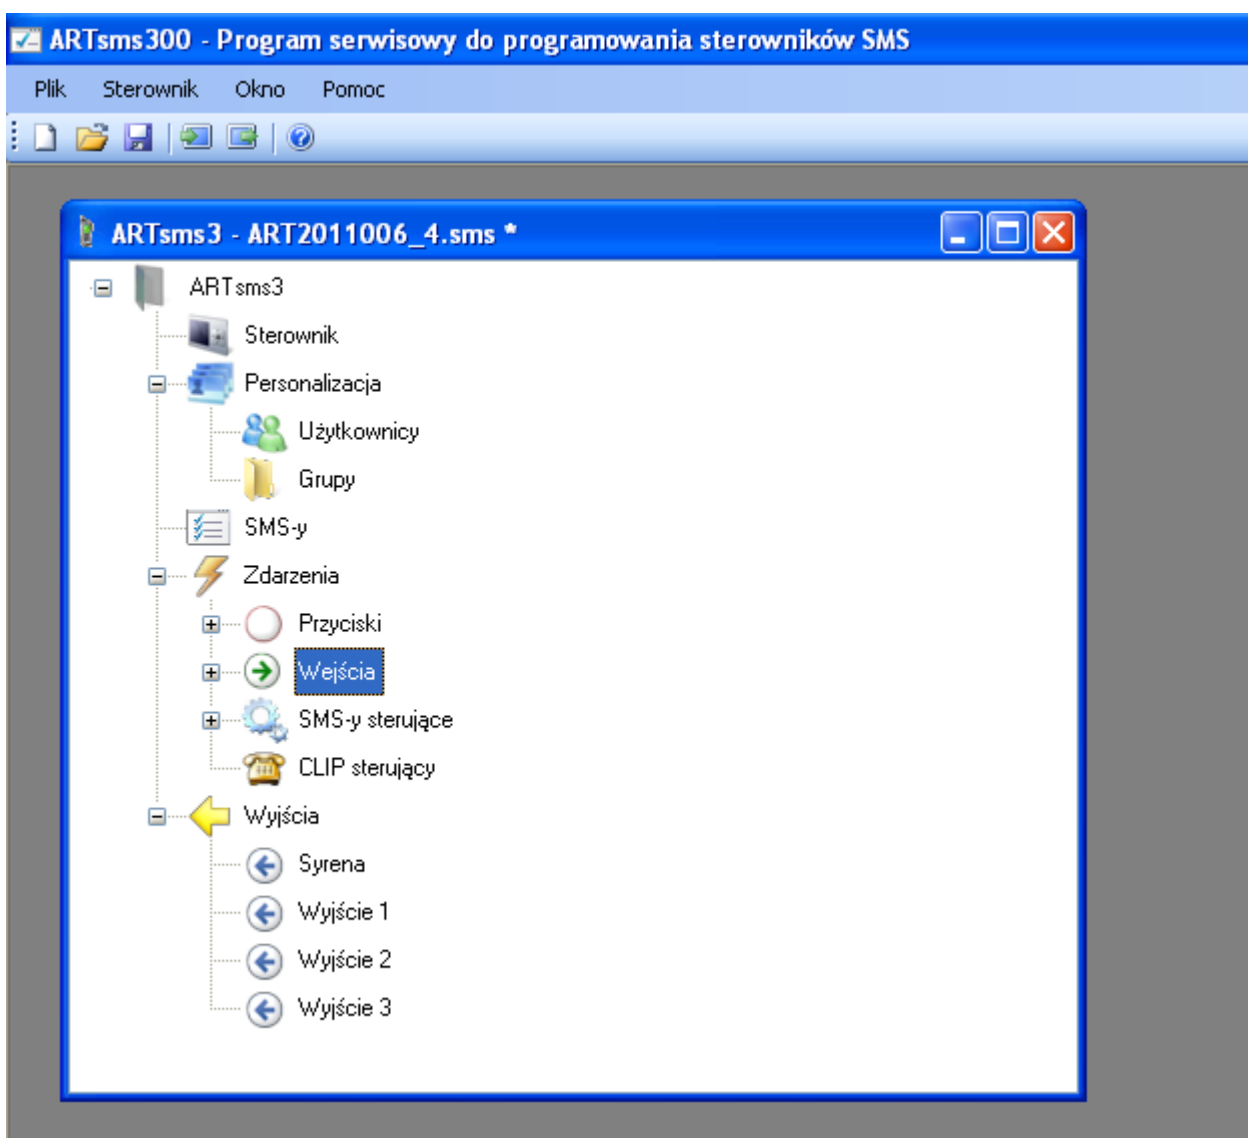 ARTsms300 - Program serwisowy do programowania sterowników SMS
Plik Sterownik Okno Pomoc
ARTsms3 - ART2011006_4.sms *
ARTsms3
Sterownik
Personalizacja
Użytkownicy
Grupy
SMS-y
Zdarzenia
Przyciski
Wejścia
SMS-y sterujące
CLIP sterujący
Wyjścia
Syrena
Wyjście 1
Wyjście 2
Wyjście 3